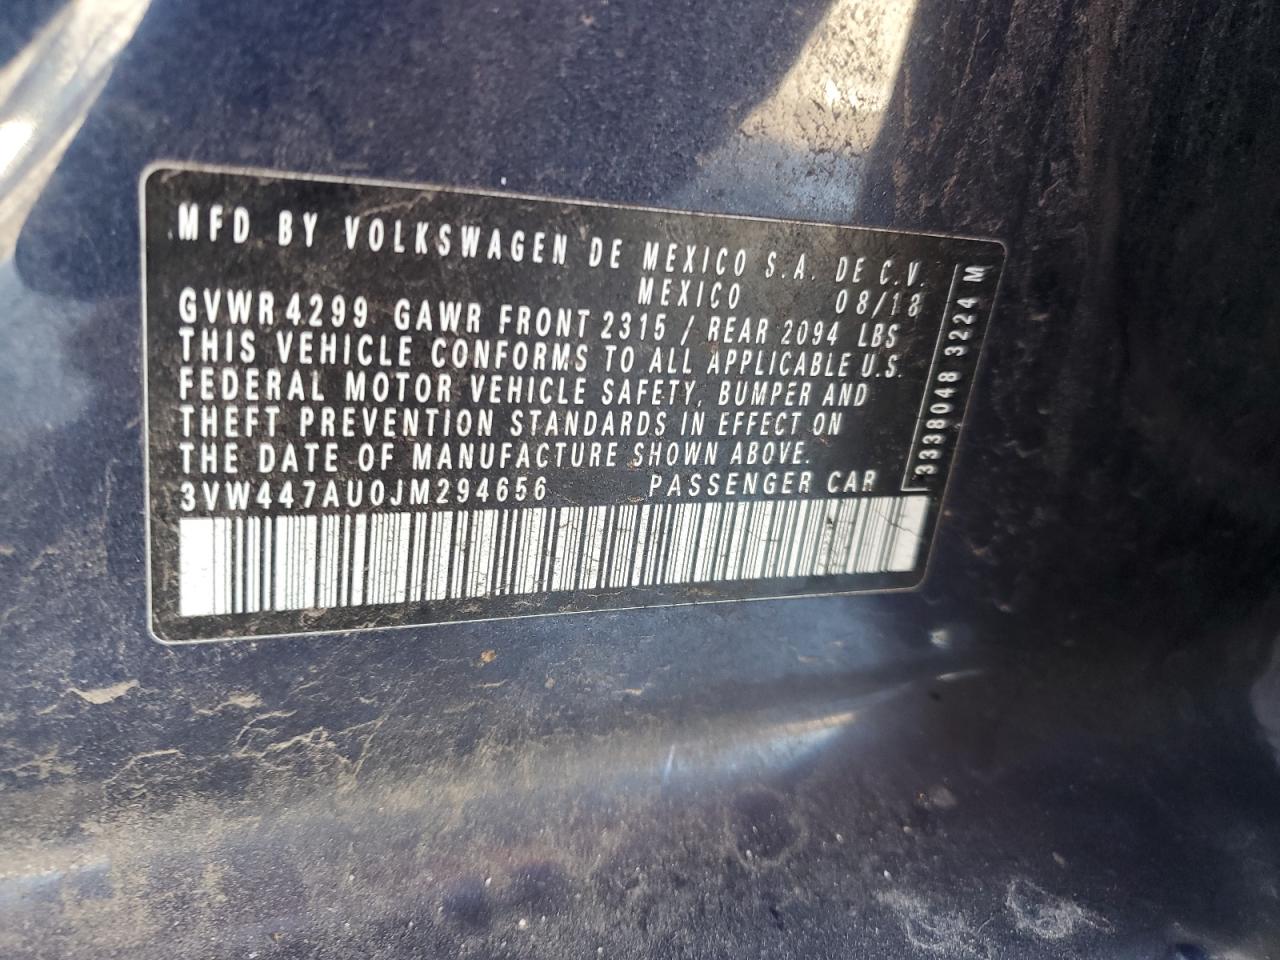 MFD BY VOLKSWAGEN DE MEXICO S.A. DE C.V.
MEXICO 08/18
GVWR 4299 GAWR FRONT 2315 / REAR 2094 LBS
THIS VEHICLE CONFORMS TO ALL APPLICABLE U.S.
FEDERAL MOTOR VEHICLE SAFETY, BUMPER AND
THEFT PREVENTION STANDARDS IN EFFECT ON
THE DATE OF MANUFACTURE SHOWN ABOVE.
3VW447AU0JM294656 PASSENGER CAR
3338048 3224 M